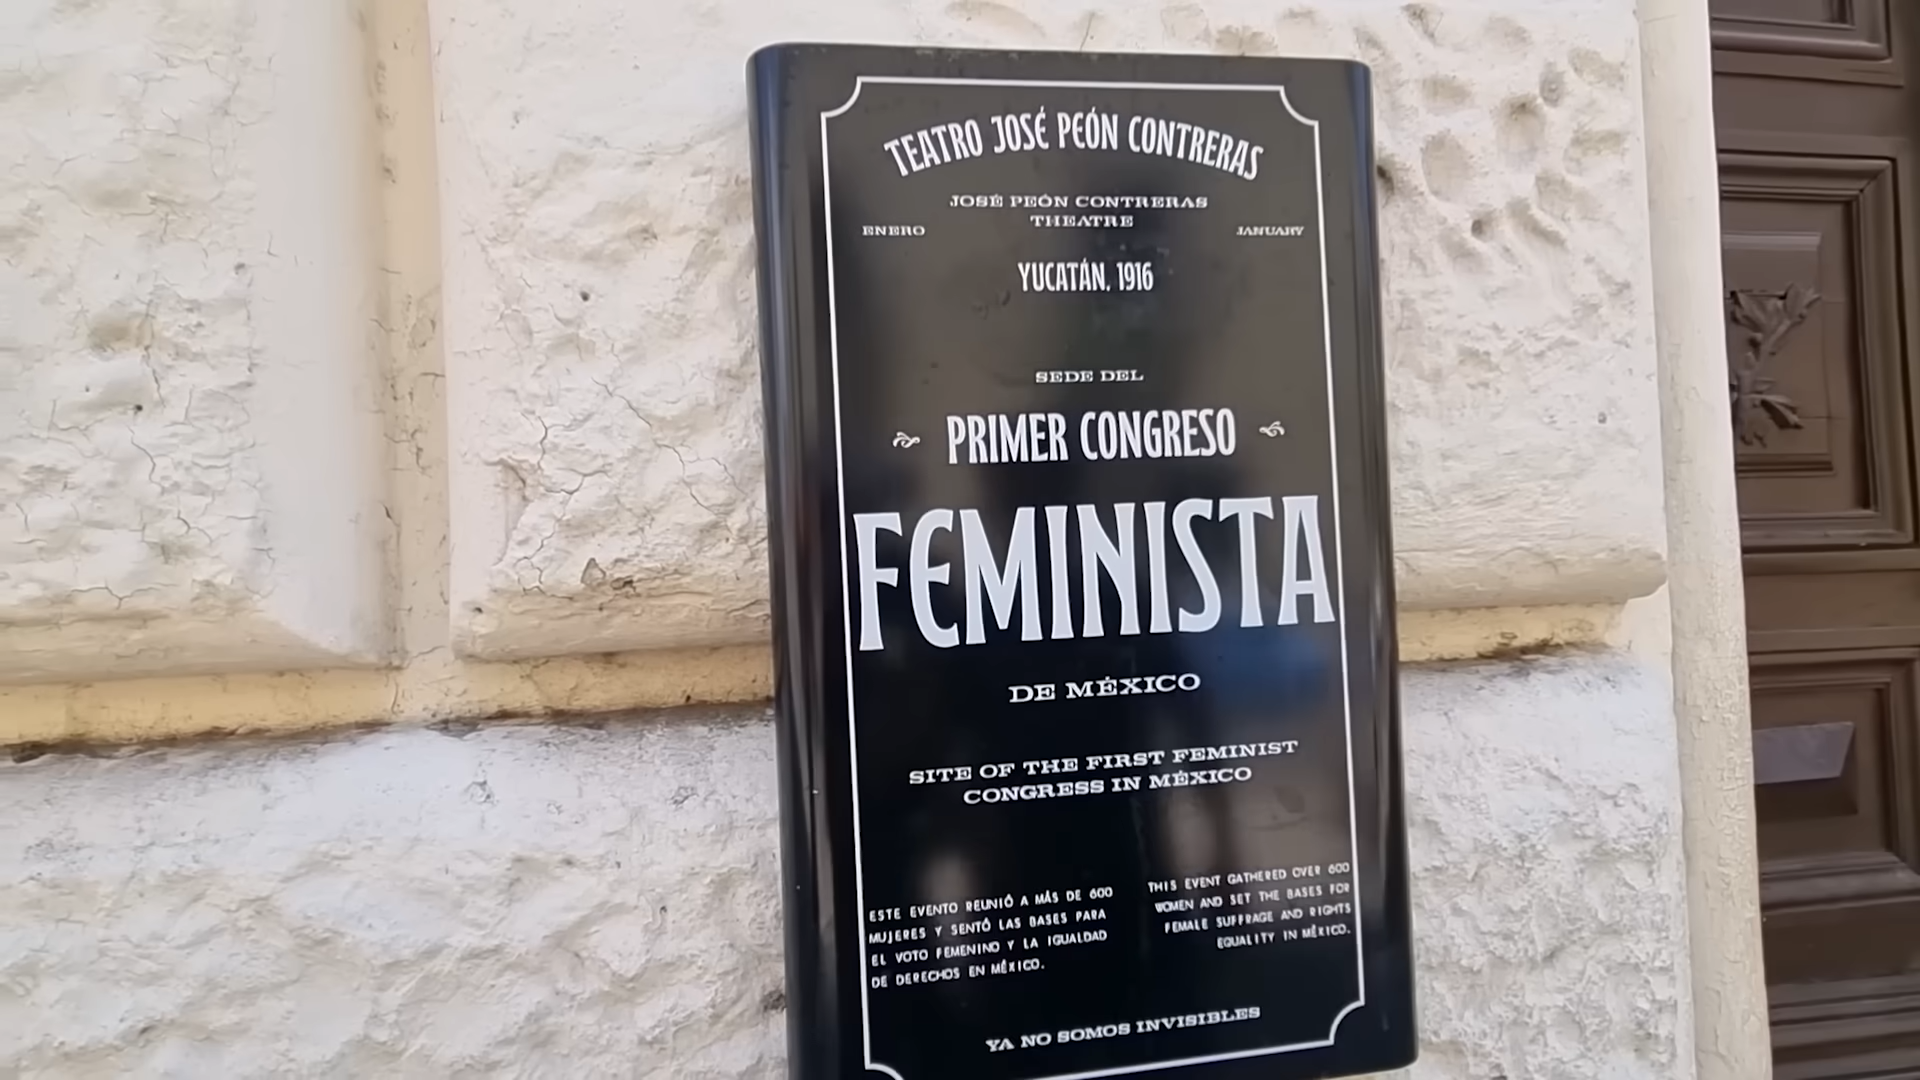 TEATRO JOSÉ PEÓN CONTRERAS
JOSÉ PEÓN CONTRERAS
THEATRE
ENERO
JANUARY
YUCATÁN, 1916
SEDE DEL
PRIMER CONGRESO
FEMINISTA
DE MÉXICO
SITE OF THE FIRST FEMINIST
CONGRESS IN MÉXICO
ESTE EVENTO REUNIÓ A MÁS DE 600
MUJERES Y SENTÓ LAS BASES PARA
EL VOTO FEMENINO Y LA IGUALDAD
DE DERECHOS EN MÉXICO.
THIS EVENT GATHERED OVER 600
WOMEN AND SET THE BASES FOR
FEMALE SUFFRAGE AND RIGHTS
EQUALITY IN MÉXICO.
YA NO SOMOS INVISIBLES